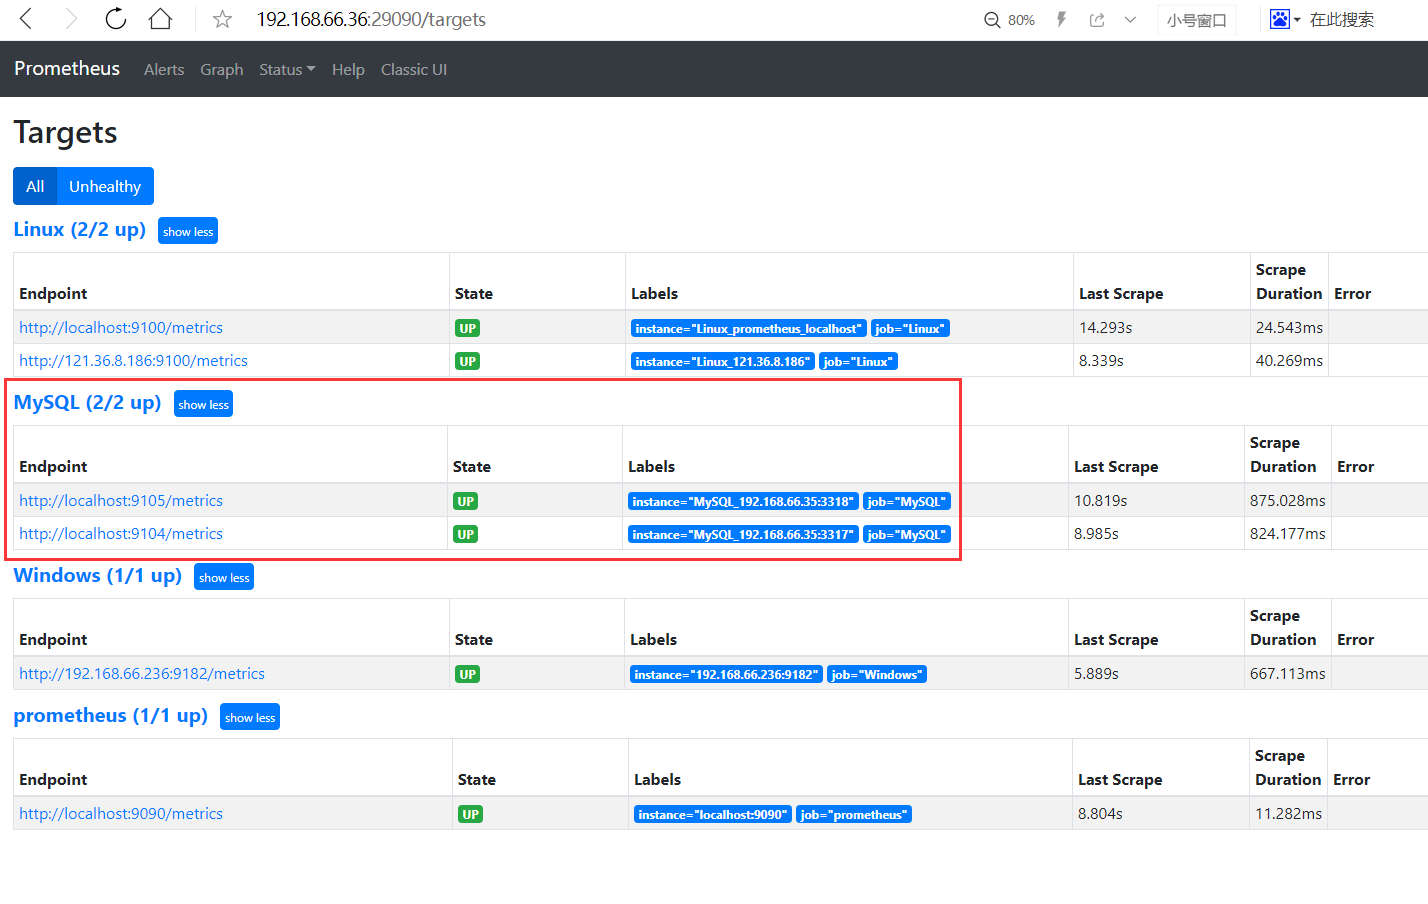 192.168.66.36:29090/targets 80% 小号窗口 在此搜索
Prometheus Alerts Graph Status Help Classic UI
Targets
All Unhealthy
Linux (2/2 up) show less
Endpoint State Labels Last Scrape Scrape Duration Error
http://localhost:9100/metrics UP instance="Linux_prometheus_localhost" job="Linux" 14.293s 24.543ms
http://121.36.8.186:9100/metrics UP instance="Linux_121.36.8.186" job="Linux" 8.339s 40.269ms
MySQL (2/2 up) show less
Endpoint State Labels Last Scrape Scrape Duration Error
http://localhost:9105/metrics UP instance="MySQL_192.168.66.35:3318" job="MySQL" 10.819s 875.028ms
http://localhost:9104/metrics UP instance="MySQL_192.168.66.35:3317" job="MySQL" 8.985s 824.177ms
Windows (1/1 up) show less
Endpoint State Labels Last Scrape Scrape Duration Error
http://192.168.66.236:9182/metrics UP instance="192.168.66.236:9182" job="Windows" 5.889s 667.113ms
prometheus (1/1 up) show less
Endpoint State Labels Last Scrape Scrape Duration Error
http://localhost:9090/metrics UP instance="localhost:9090" job="prometheus" 8.804s 11.282ms